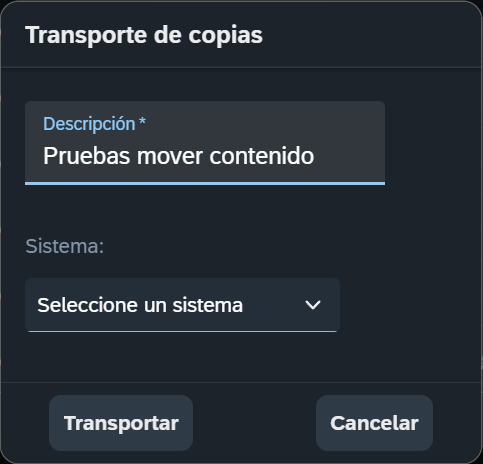 Transporte de copias
Descripción *
Pruebas mover contenido
Sistema:
Seleccione un sistema
Transportar
Cancelar